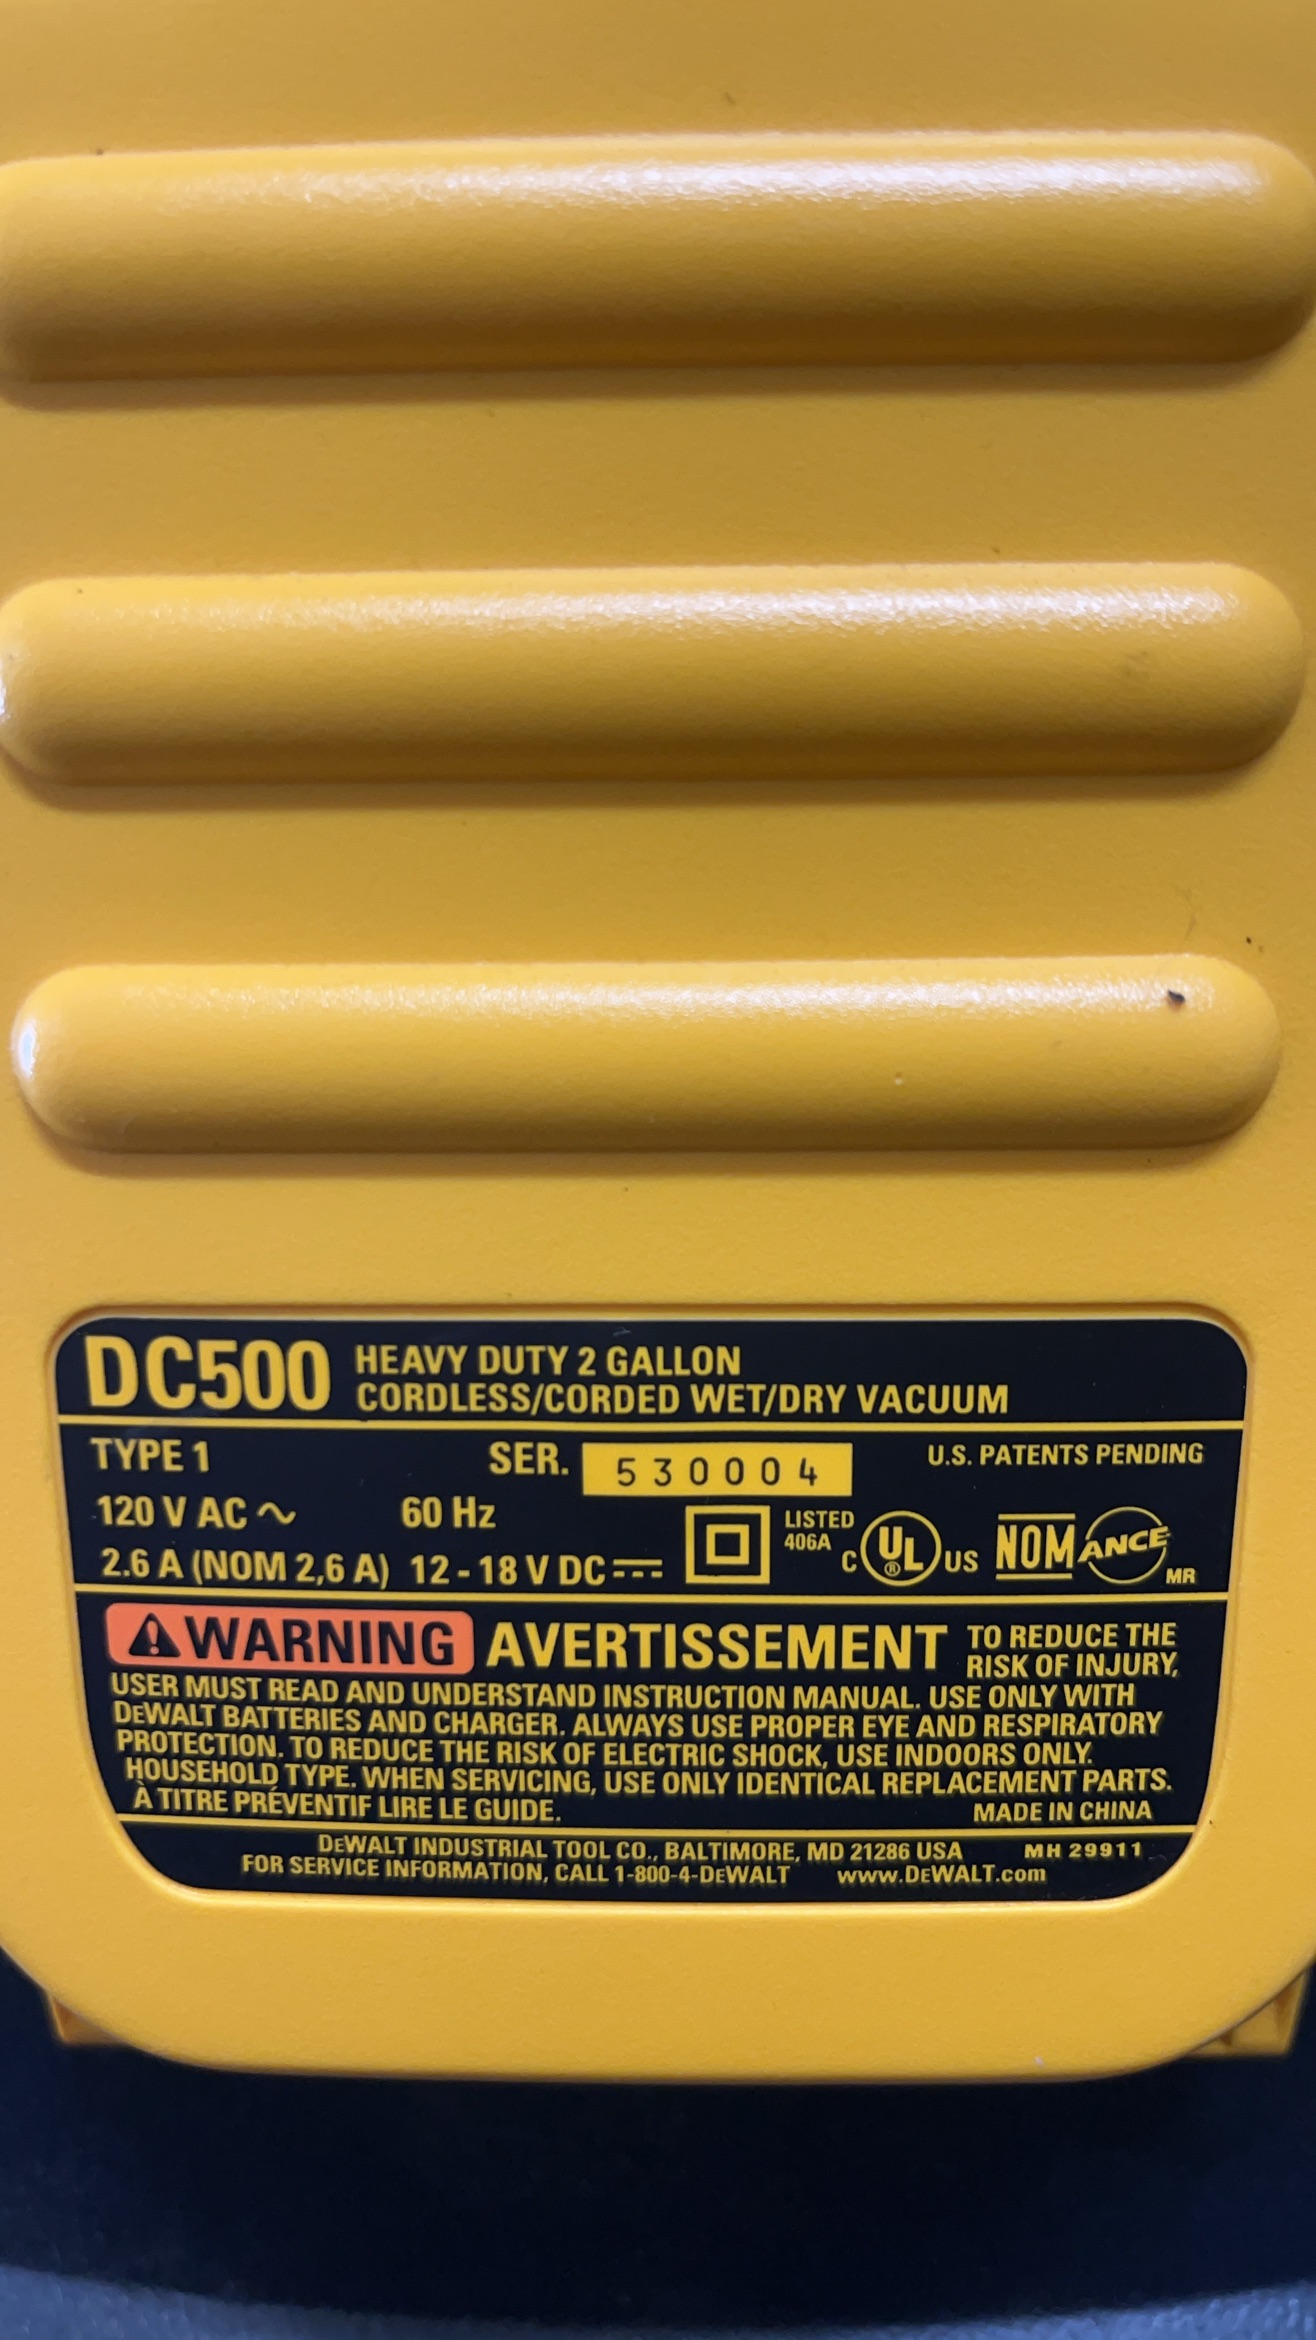 DC500 HEAVY DUTY 2 GALLON
CORDLESS/CORDED WET/DRY VACUUM
TYPE 1 SER. 530004 U.S. PATENTS PENDING
120 V AC ~ 60 Hz
2.6 A (NOM 2,6 A) 12 - 18 V DC ⎓
LISTED
406A
C UL ® US NOM ANCE MR
⚠WARNING AVERTISSEMENT TO REDUCE THE
RISK OF INJURY,
USER MUST READ AND UNDERSTAND INSTRUCTION MANUAL. USE ONLY WITH
DEWALT BATTERIES AND CHARGER. ALWAYS USE PROPER EYE AND RESPIRATORY
PROTECTION. TO REDUCE THE RISK OF ELECTRIC SHOCK, USE INDOORS ONLY.
HOUSEHOLD TYPE. WHEN SERVICING, USE ONLY IDENTICAL REPLACEMENT PARTS.
À TITRE PRÉVENTIF LIRE LE GUIDE. MADE IN CHINA
DEWALT INDUSTRIAL TOOL CO., BALTIMORE, MD 21286 USA MH 29911
FOR SERVICE INFORMATION, CALL 1-800-4-DEWALT www.DEWALT.com